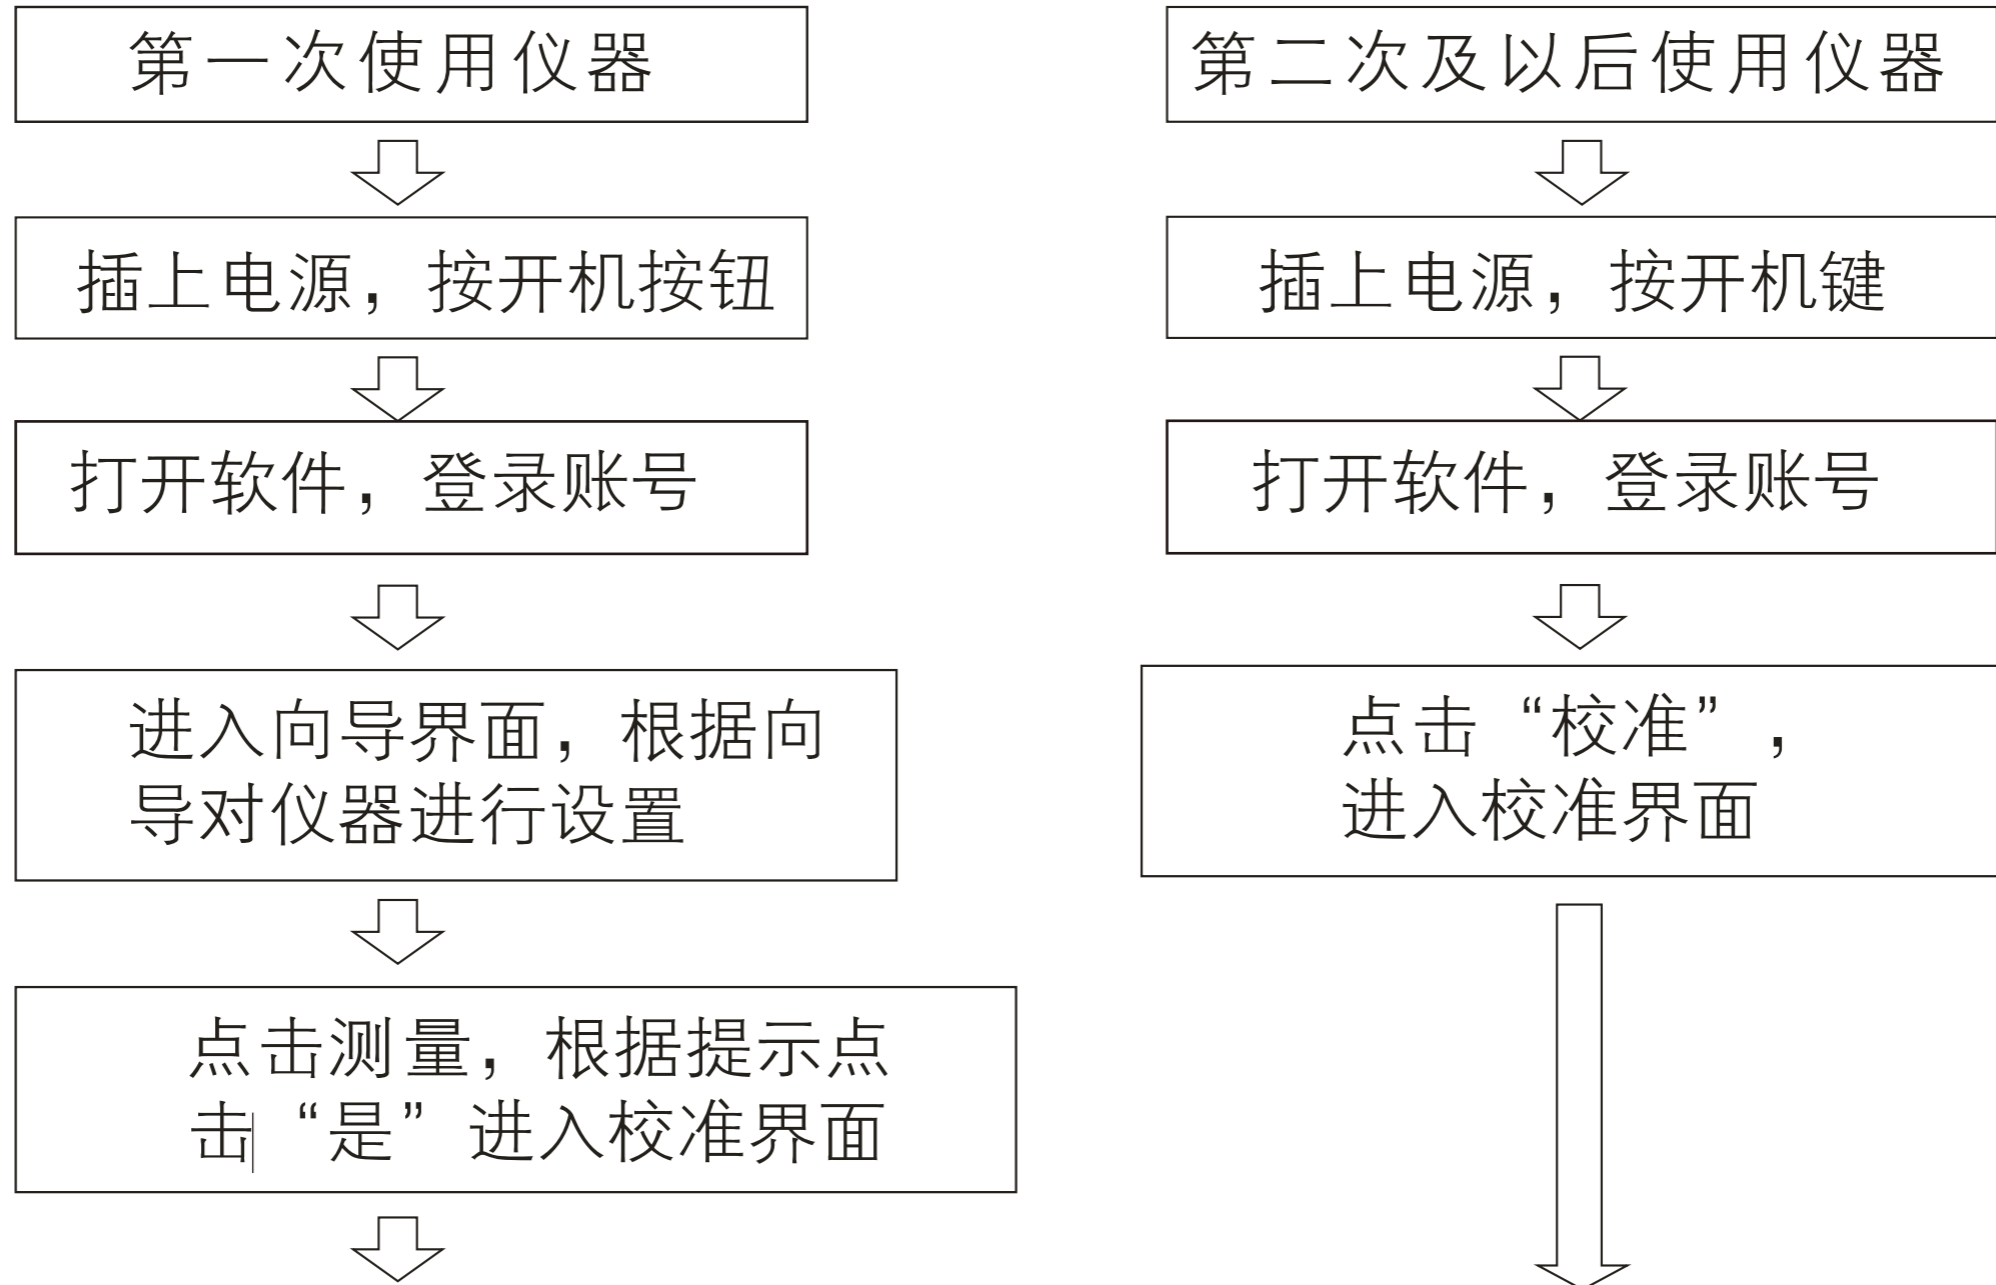 第一次使用仪器
插上电源，按开机按钮
打开软件，登录账号
进入向导界面，根据向
导对仪器进行设置
点击测量，根据提示点
击“是”进入校准界面
第二次及以后使用仪器
插上电源，按开机键
打开软件，登录账号
点击“校准”，
进入校准界面